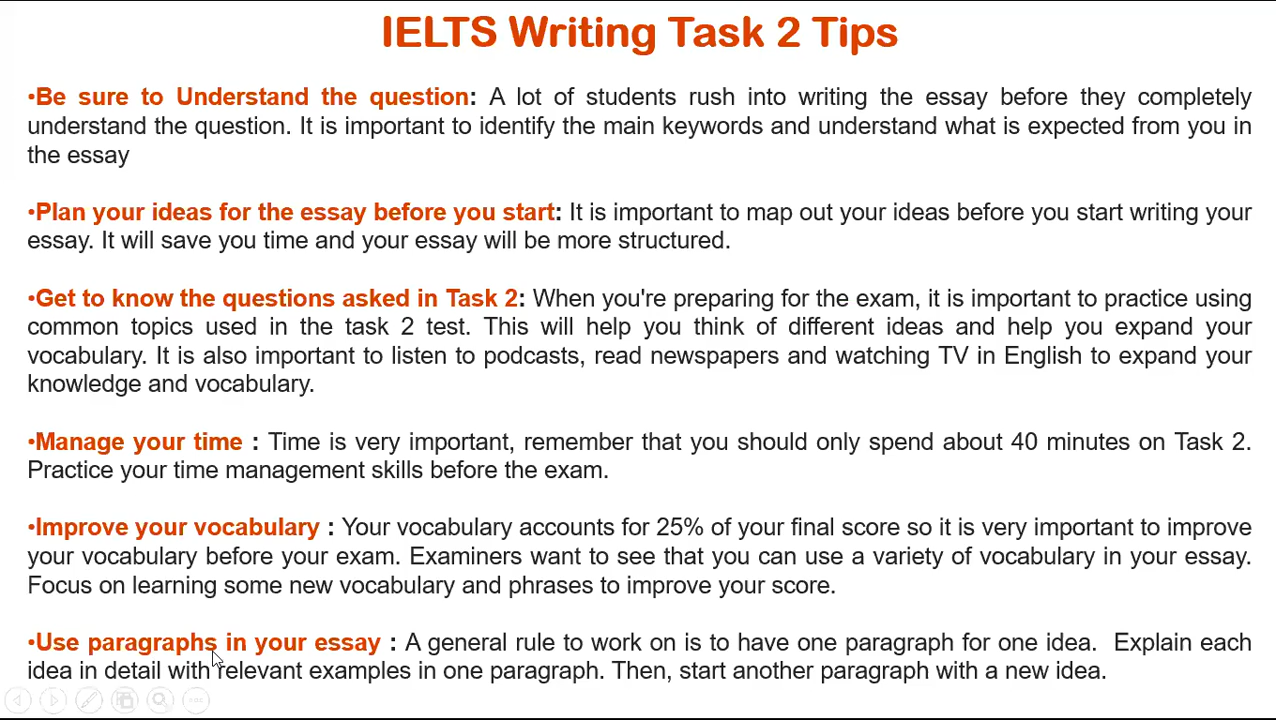 IELTS Writing Task 2 Tips
•Be sure to Understand the question: A lot of students rush into writing the essay before they completely
understand the question. It is important to identify the main keywords and understand what is expected from you in
the essay
•Plan your ideas for the essay before you start: It is important to map out your ideas before you start writing your
essay. It will save you time and your essay will be more structured.
•Get to know the questions asked in Task 2: When you're preparing for the exam, it is important to practice using
common topics used in the task 2 test. This will help you think of different ideas and help you expand your
vocabulary. It is also important to listen to podcasts, read newspapers and watching TV in English to expand your
knowledge and vocabulary.
•Manage your time : Time is very important, remember that you should only spend about 40 minutes on Task 2.
Practice your time management skills before the exam.
•Improve your vocabulary : Your vocabulary accounts for 25% of your final score so it is very important to improve
your vocabulary before your exam. Examiners want to see that you can use a variety of vocabulary in your essay.
Focus on learning some new vocabulary and phrases to improve your score.
•Use paragraphs in your essay : A general rule to work on is to have one paragraph for one idea.  Explain each
idea in detail with relevant examples in one paragraph. Then, start another paragraph with a new idea.